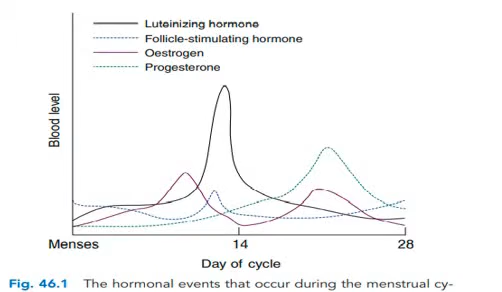 Luteinizing hormone
Follicle-stimulating hormone
Oestrogen
Progesterone
Blood level
Menses 14 28
Day of cycle
Fig. 46.1 The hormonal events that occur during the menstrual cy-